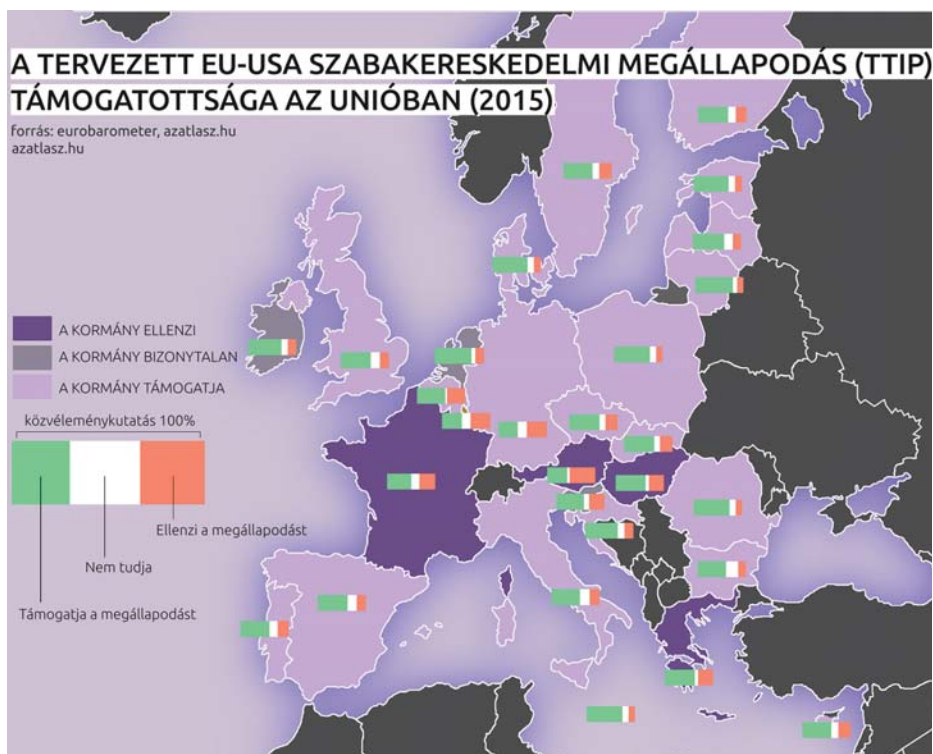 A TERVEZETT EU-USA SZABAKERESKEDELMI MEGÁLLAPODÁS (TTIP)
TÁMOGATOTTSÁGA AZ UNIÓBAN (2015)
forrás: eurobarometer, azatlasz.hu
azatlasz.hu
A KORMÁNY ELLENZI
A KORMÁNY BIZONYTALAN
A KORMÁNY TÁMOGATJA
közvéleménykutatás 100%
Ellenzi a megállapodást
Nem tudja
Támogatja a megállapodást